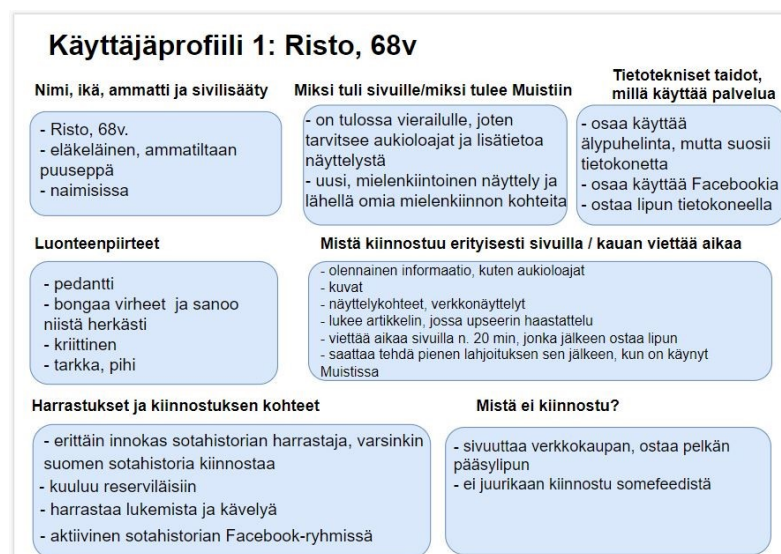 Käyttäjäprofiili 1: Risto, 68v
Nimi, ikä, ammatti ja sivilisääty
- Risto, 68v.
- eläkeläinen, ammatiltaan
puuseppä
- naimisissa
Miksi tuli sivuille/miksi tulee Muistiin
- on tulossa vierailulle, joten
tarvitsee aukioloajat ja lisätietoa
näyttelystä
- uusi, mielenkiintoinen näyttely ja
lähellä omia mielenkiinnon kohteita
Tietotekniset taidot,
millä käyttää palvelua
- osaa käyttää
älypuhelinta, mutta suosii
tietokonetta
- osaa käyttää Facebookia
- ostaa lipun tietokoneella
Luonteenpiirteet
- pedantti
- bongaa virheet ja sanoo
niistä herkästi
- kriittinen
- tarkka, pihi
Mistä kiinnostuu erityisesti sivuilla / kauan viettää aikaa
- olennainen informaatio, kuten aukioloajat
- kuvat
- näyttelykohteet, verkkonäyttelyt
- lukee artikkelin, jossa upseerin haastattelu
- viettää aikaa sivuilla n. 20 min, jonka jälkeen ostaa lipun
- saattaa tehdä pienen lahjoituksen sen jälkeen, kun on käynyt
Muistissa
Harrastukset ja kiinnostuksen kohteet
- erittäin innokas sotahistorian harrastaja, varsinkin
suomen sotahistoria kiinnostaa
- kuuluu reserviläisiin
- harrastaa lukemista ja kävelyä
- aktiivinen sotahistorian Facebook-ryhmissä
Mistä ei kiinnostu?
- sivuuttaa verkkokaupan, ostaa pelkän
pääsylipun
- ei juurikaan kiinnostu somefeedistä